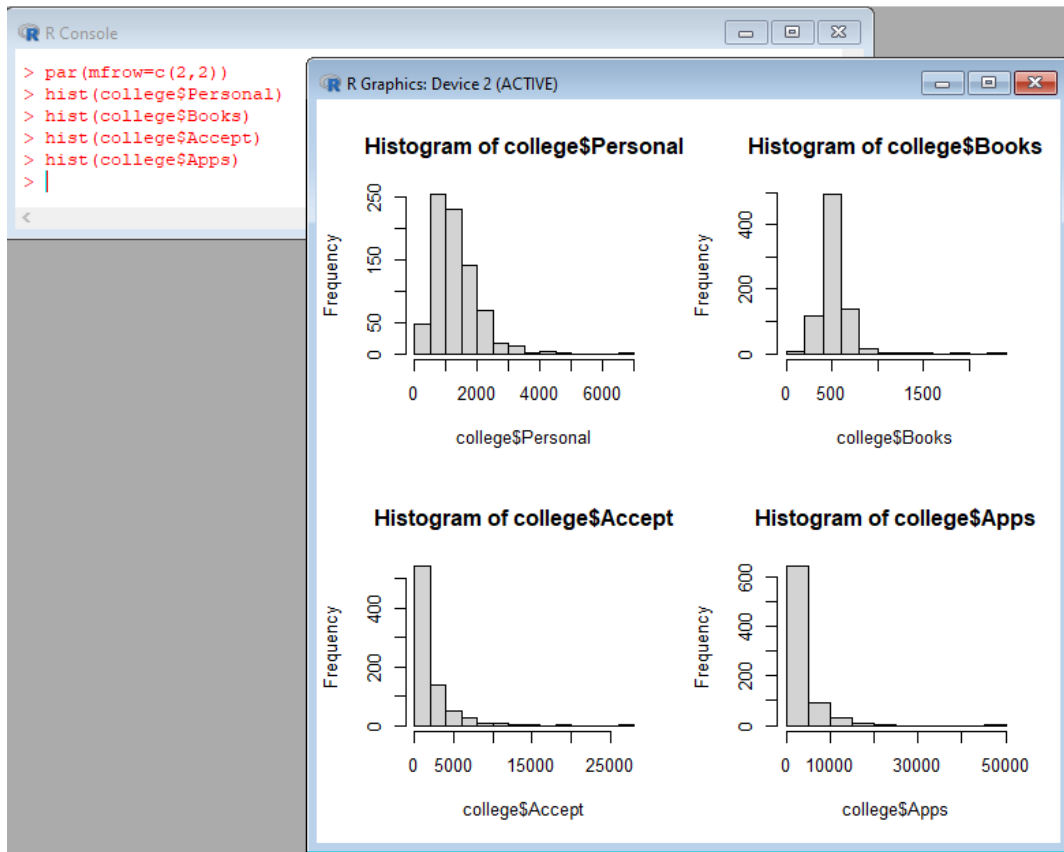 R Console
> par(mfrow=c(2,2))
> hist(college$Personal)
> hist(college$Books)
> hist(college$Accept)
> hist(college$Apps)
>
R Graphics: Device 2 (ACTIVE)
Histogram of college$Personal
Frequency
0 50 150 250
0 2000 4000 6000
college$Personal
Histogram of college$Books
Frequency
0 200 400
0 500 1500
college$Books
Histogram of college$Accept
Frequency
0 200 400
0 5000 15000 25000
college$Accept
Histogram of college$Apps
Frequency
0 200 400 600
0 10000 30000 50000
college$Apps